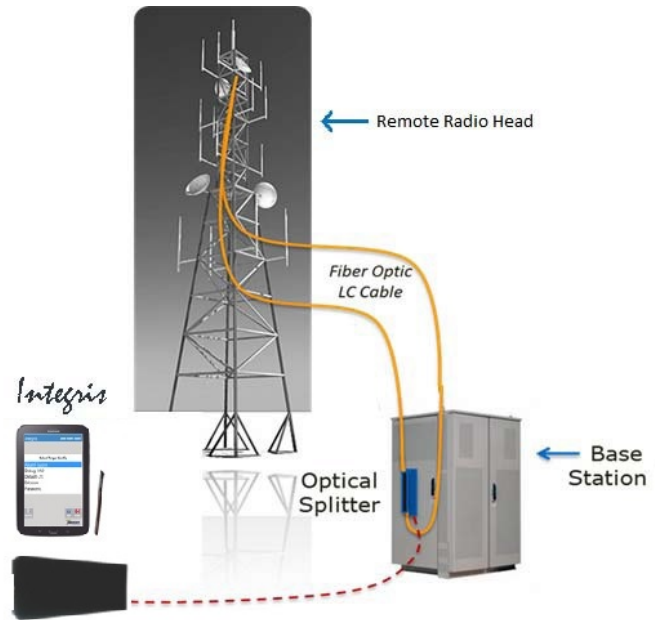 Remote Radio Head
Fiber Optic
LC Cable
Integris
Base
Station
Optical
Splitter